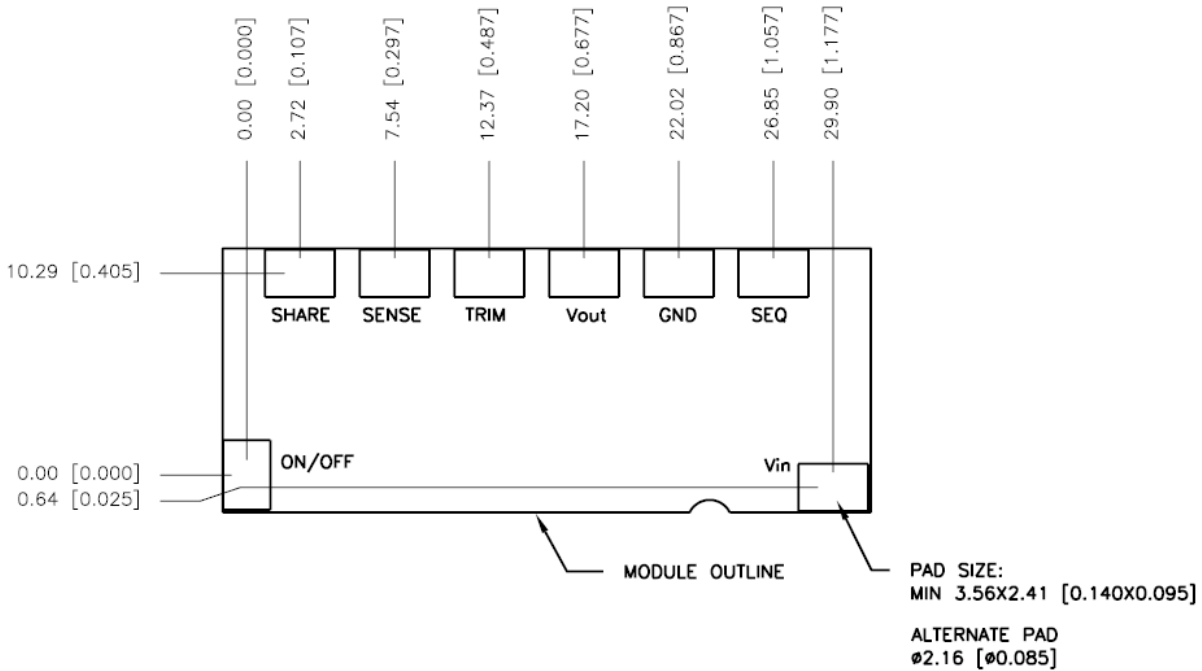 0.00 [0.000]
2.72 [0.107]
7.54 [0.297]
12.37 [0.487]
17.20 [0.677]
22.02 [0.867]
26.85 [1.057]
29.90 [1.177]
10.29 [0.405]
SHARE
SENSE
TRIM
Vout
GND
SEQ
ON/OFF
Vin
0.00 [0.000]
0.64 [0.025]
MODULE OUTLINE
PAD SIZE:
MIN 3.56X2.41 [0.140X0.095]
ALTERNATE PAD
ø2.16 [ø0.085]